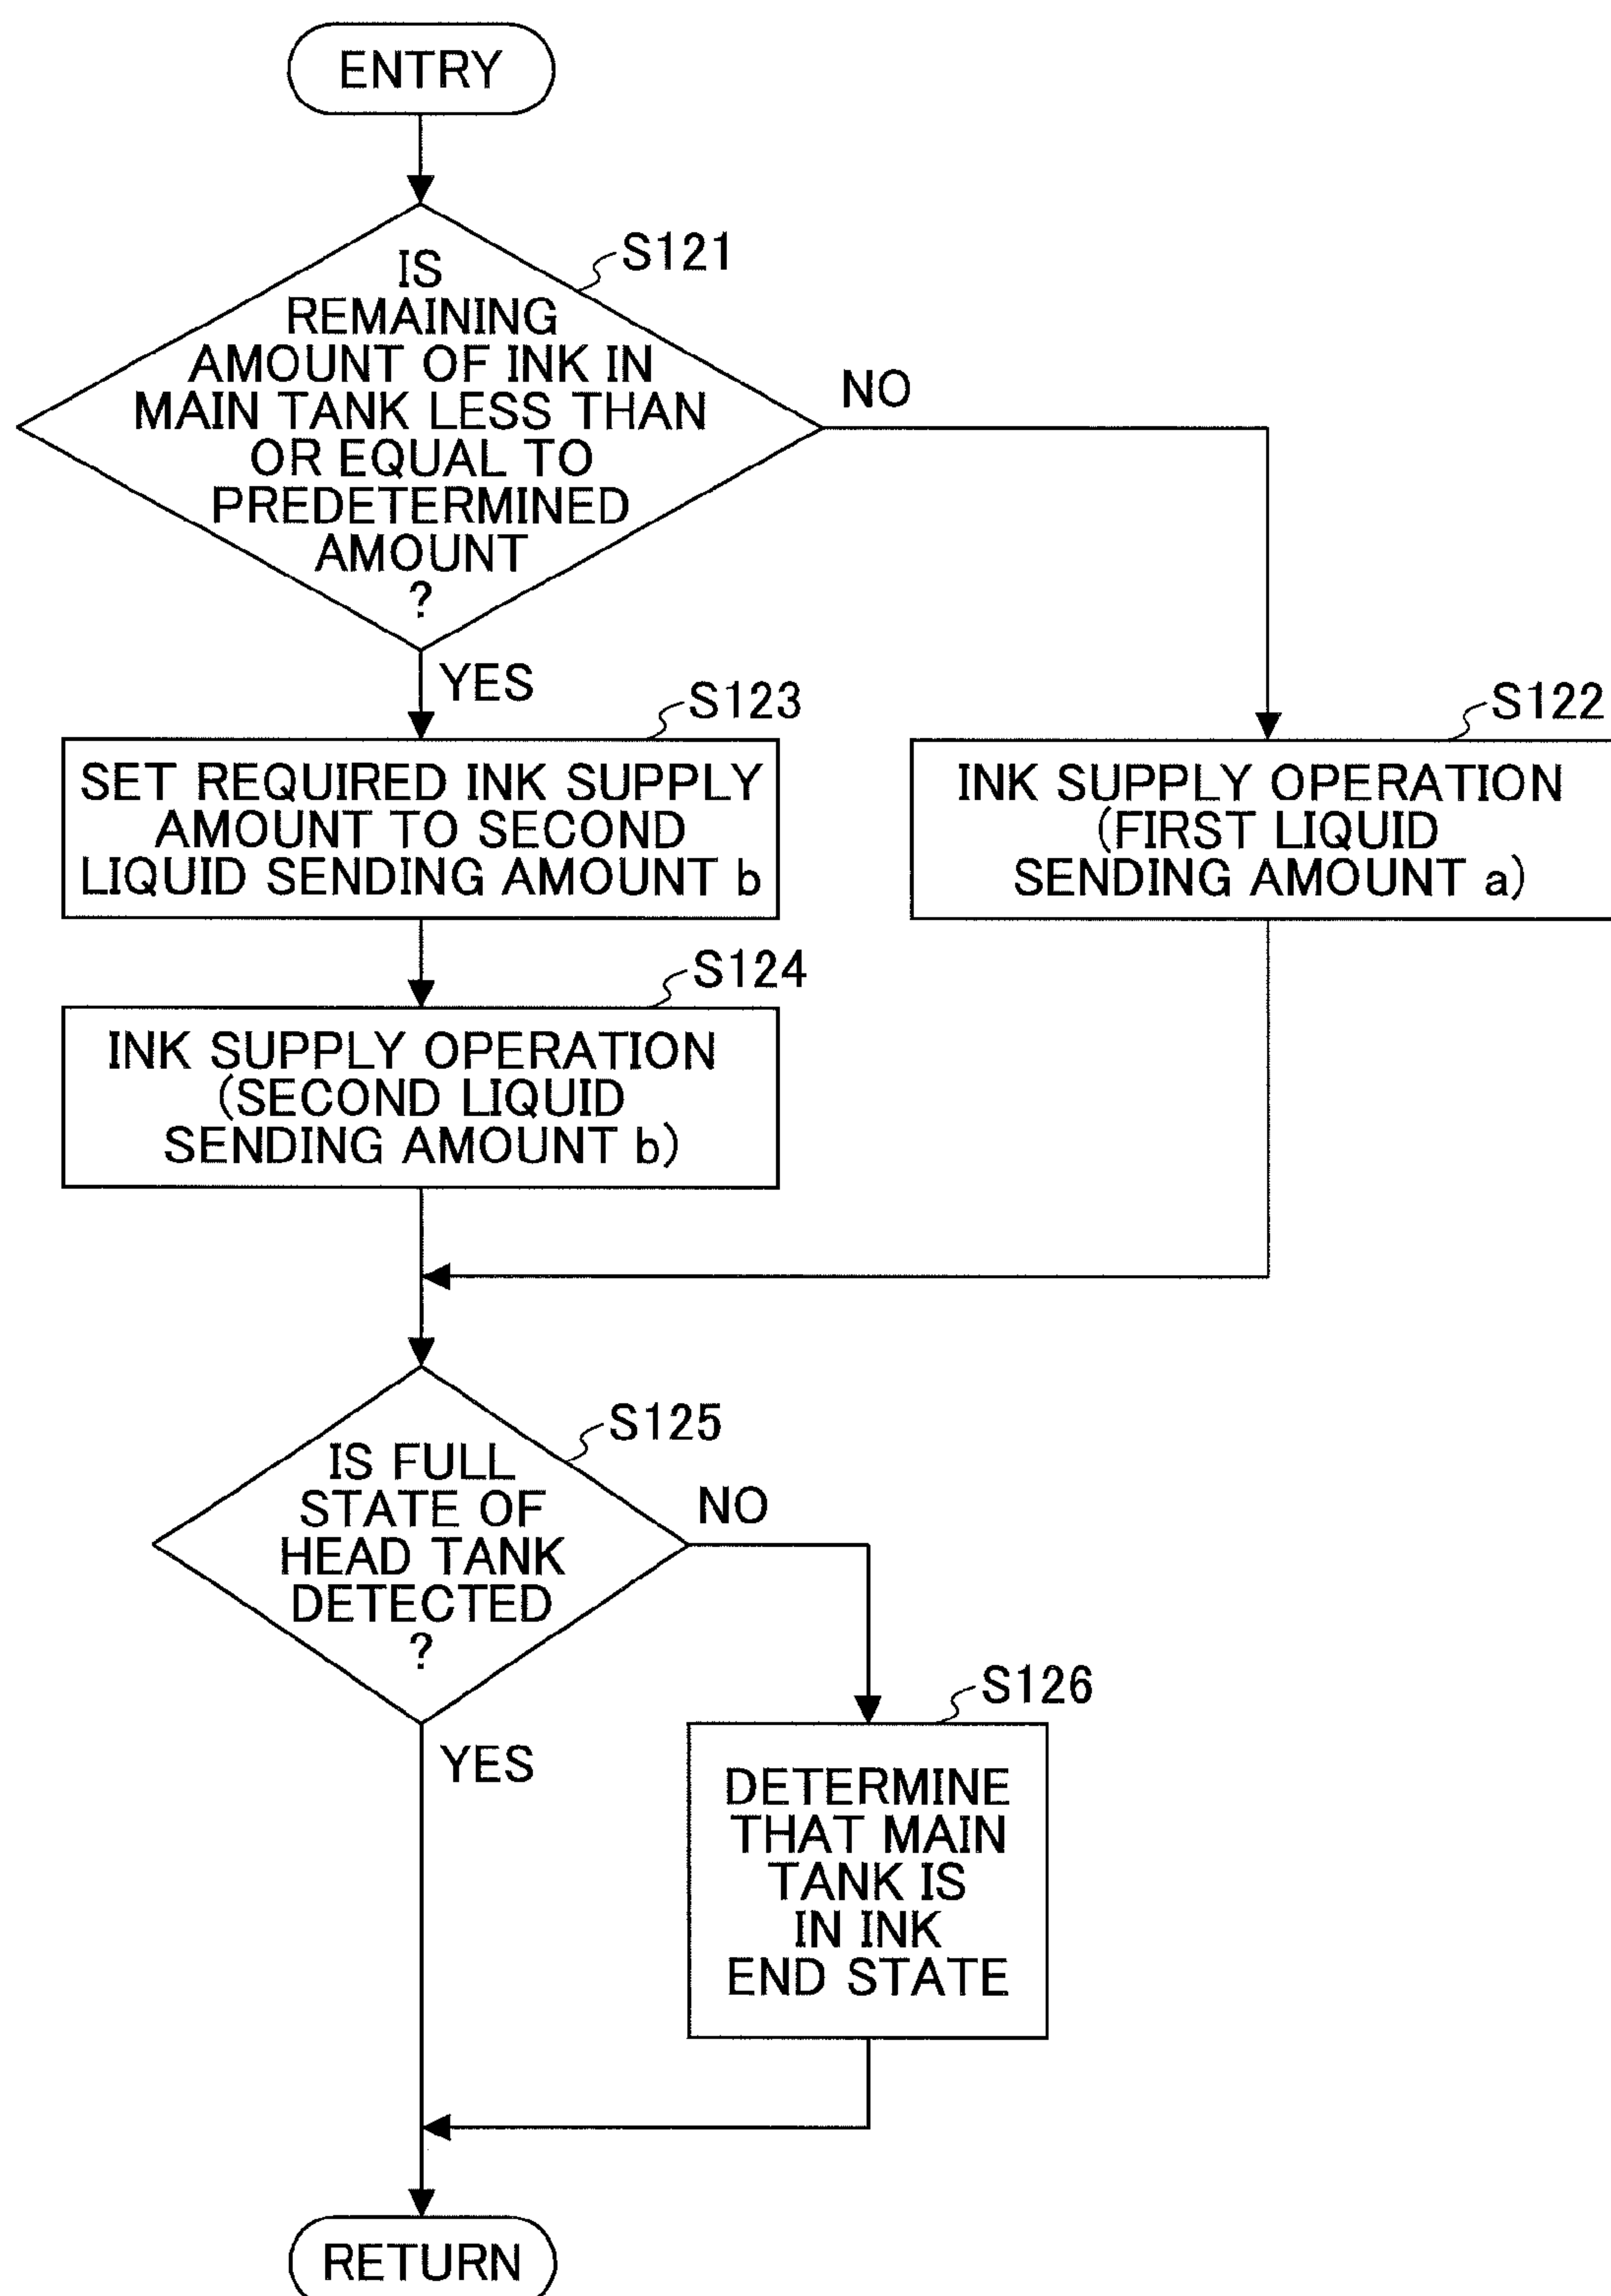 ENTRY
S121
IS
REMAINING
AMOUNT OF INK IN
MAIN TANK LESS THAN
OR EQUAL TO
PREDETERMINED
AMOUNT
?
NO
YES
S123
SET REQUIRED INK SUPPLY
AMOUNT TO SECOND
LIQUID SENDING AMOUNT b
S122
INK SUPPLY OPERATION
(FIRST LIQUID
SENDING AMOUNT a)
S124
INK SUPPLY OPERATION
(SECOND LIQUID
SENDING AMOUNT b)
S125
IS FULL
STATE OF
HEAD TANK
DETECTED
?
NO
YES
S126
DETERMINE
THAT MAIN
TANK IS
IN INK
END STATE
RETURN